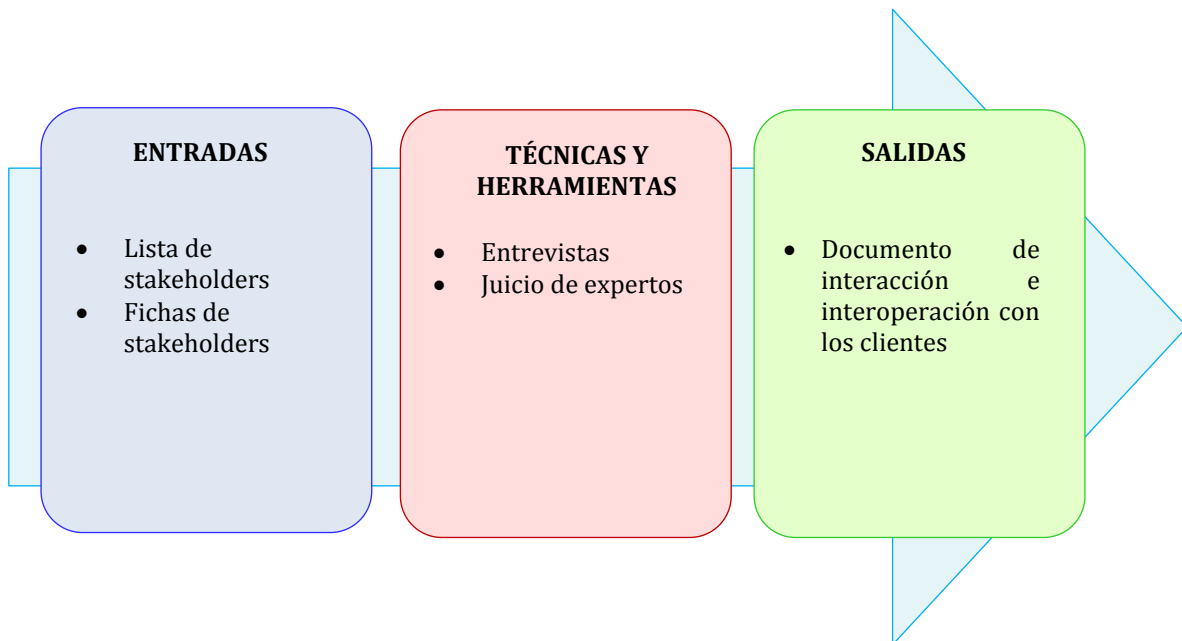 ENTRADAS
• Lista de
stakeholders
• Fichas de
stakeholders
TÉCNICAS Y
HERRAMIENTAS
• Entrevistas
• Juicio de expertos
SALIDAS
• Documento de
interacción e
interoperación con
los clientes